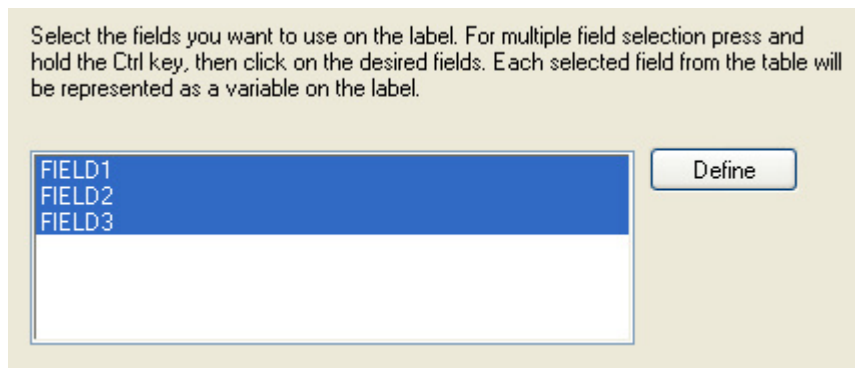 Select the fields you want to use on the label. For multiple field selection press and
hold the Ctrl key, then click on the desired fields. Each selected field from the table will
be represented as a variable on the label.
FIELD1
FIELD2
FIELD3
Define